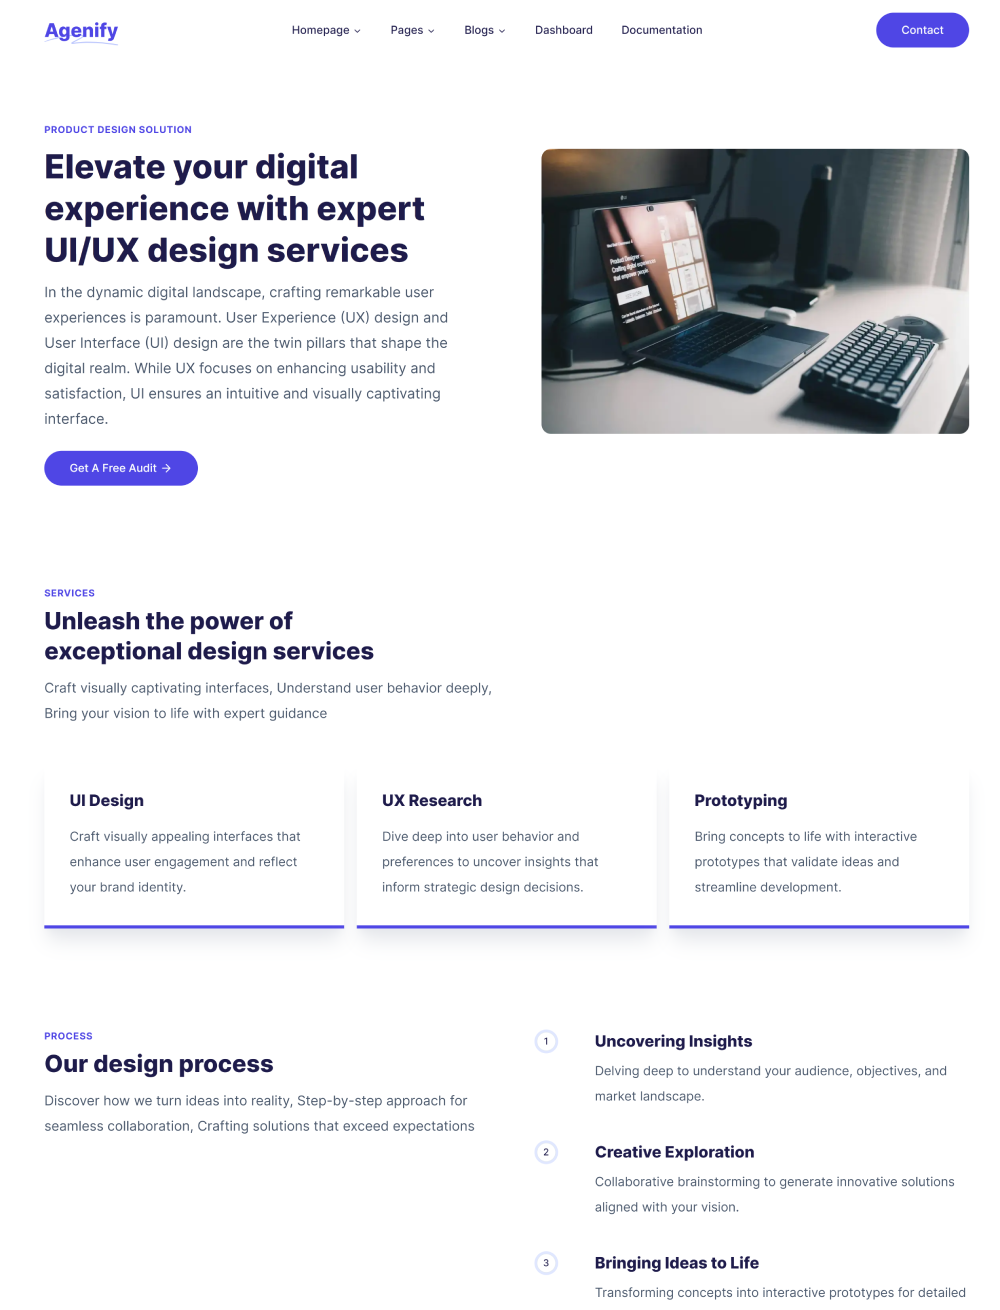 Agenify
Homepage
Pages
Blogs
Dashboard
Documentation
Contact
PRODUCT DESIGN SOLUTION
Elevate your digital
experience with expert
UI/UX design services
In the dynamic digital landscape, crafting remarkable user
experiences is paramount. User Experience (UX) design and
User Interface (UI) design are the twin pillars that shape the
digital realm. While UX focuses on enhancing usability and
satisfaction, UI ensures an intuitive and visually captivating
interface.
Get A Free Audit →
Product Designer —
Crafting digital experiences
that empower people
SERVICES
Unleash the power of
exceptional design services
Craft visually captivating interfaces, Understand user behavior deeply,
Bring your vision to life with expert guidance
UI Design
Craft visually appealing interfaces that
enhance user engagement and reflect
your brand identity.
UX Research
Dive deep into user behavior and
preferences to uncover insights that
inform strategic design decisions.
Prototyping
Bring concepts to life with interactive
prototypes that validate ideas and
streamline development.
PROCESS
Our design process
Discover how we turn ideas into reality, Step-by-step approach for
seamless collaboration, Crafting solutions that exceed expectations
1
Uncovering Insights
Delving deep to understand your audience, objectives, and
market landscape.
2
Creative Exploration
Collaborative brainstorming to generate innovative solutions
aligned with your vision.
3
Bringing Ideas to Life
Transforming concepts into interactive prototypes for detailed